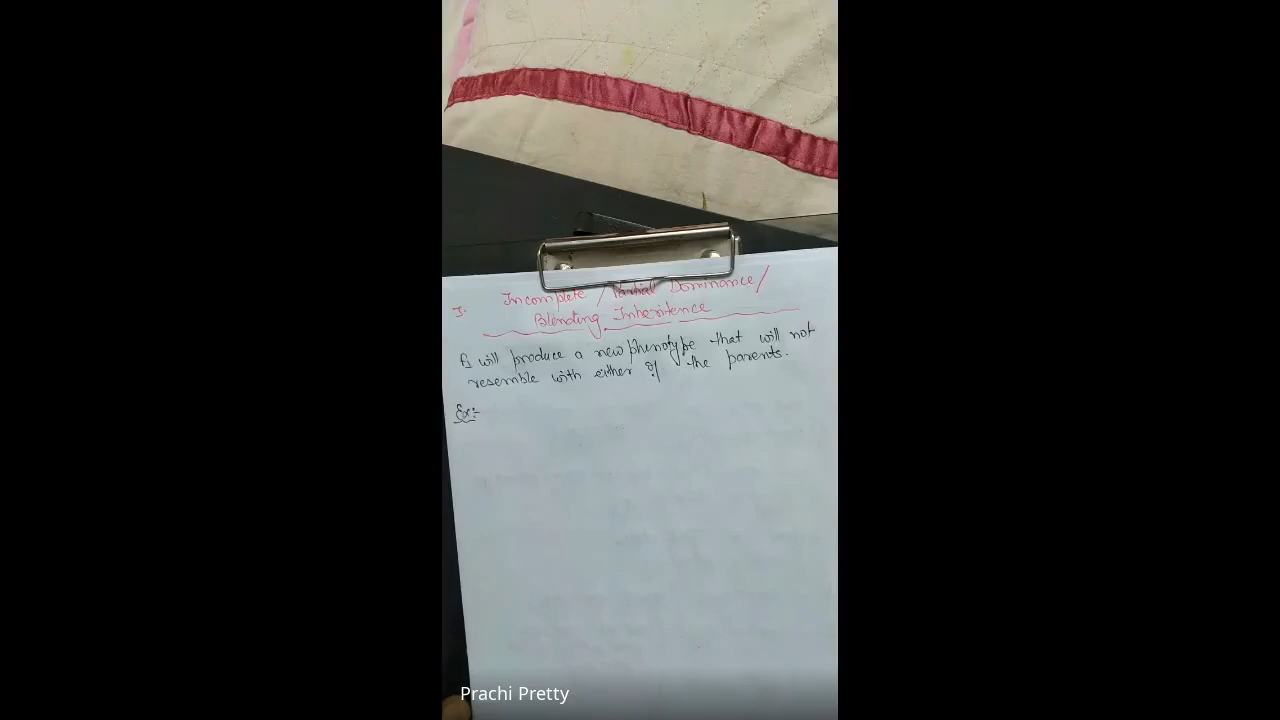 I. Incomplete / Partial Dominance/
Blending Inheritence
F1 will produce a new phenotype that will not
resemble with either of the parents.
Ex:-
Prachi Pretty